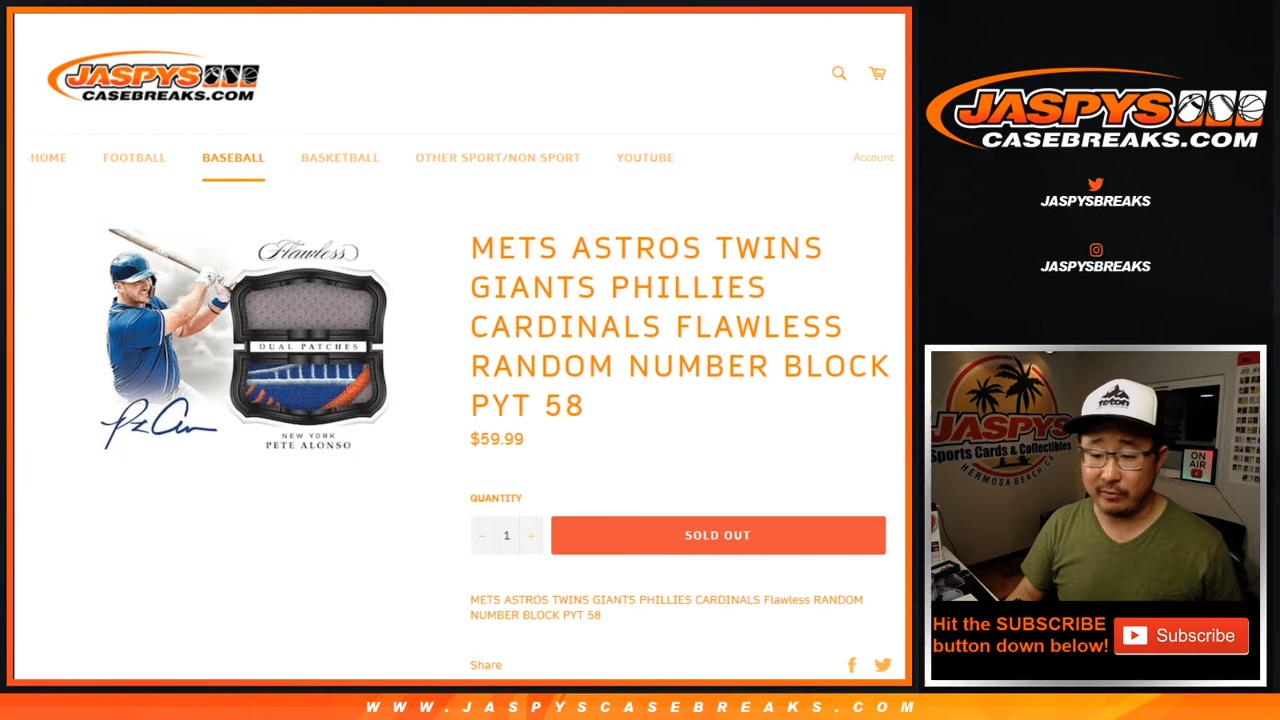 JASPYS
CASEBREAKS.COM
HOME
FOOTBALL
BASEBALL
BASKETBALL
OTHER SPORT/NON SPORT
YOUTUBE
Account
Flawless
DUAL PATCHES
NEW YORK
PETE ALONSO
METS ASTROS TWINS
GIANTS PHILLIES
CARDINALS FLAWLESS
RANDOM NUMBER BLOCK
PYT 58
$59.99
QUANTITY
− 1 +
SOLD OUT
METS ASTROS TWINS GIANTS PHILLIES CARDINALS Flawless RANDOM
NUMBER BLOCK PYT 58
Share
JASPYS
CASEBREAKS.COM
JASPYSBREAKS
JASPYSBREAKS
JASPYS
Sports Cards & Collectibles
HERMOSA BEACH, CA
teton
ON
AIR
Hit the SUBSCRIBE
button down below!
Subscribe
WWW.JASPYSCASEBREAKS.COM